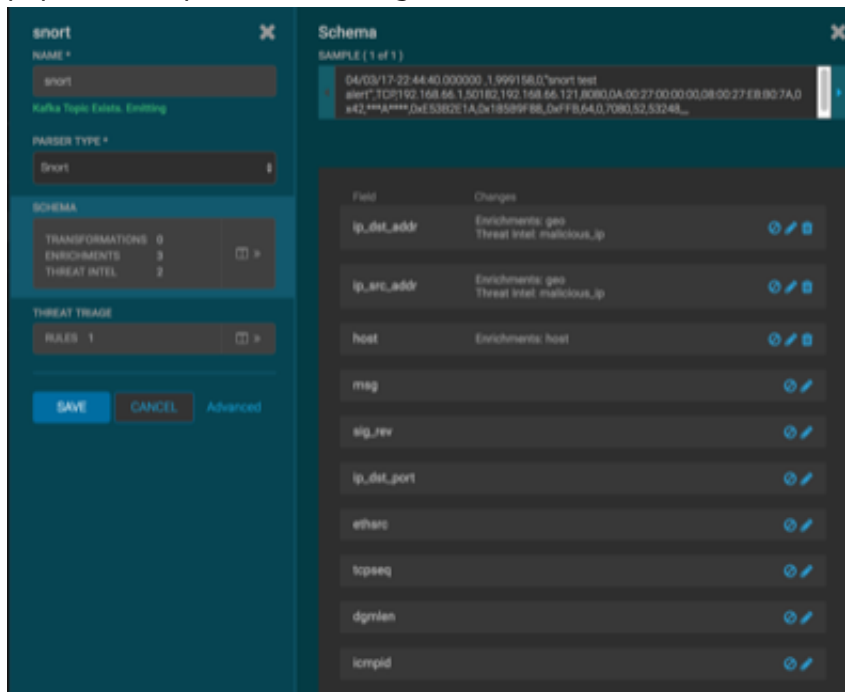 snort
NAME *
snort
Kafka Topic Exists. Emitting
PARSER TYPE *
Snort
SCHEMA
TRANSFORMATIONS 0
ENRICHMENTS 3
THREAT INTEL 2
THREAT TRIAGE
RULES 1
SAVE CANCEL Advanced
Schema
SAMPLE ( 1 of 1 )
04/03/17-22:44:40.000000 ,1,999158,0,"snort test
alert",TCP,192.168.66.1,50182,192.168.66.121,8080,0A:00:27:00:00:00,08:00:27:E8:B0:7A,0
x42,***A****,0xE53B2E1A,0x18589F88,,0xFFB,64,0,7080,52,53248,,,
Field Changes
ip_dst_addr
Enrichments: geo
Threat Intel: malicious_ip
ip_src_addr
Enrichments: geo
Threat Intel: malicious_ip
host Enrichments: host
msg
sig_rev
ip_dst_port
ethsrc
tcpseq
dgmlen
icmpid